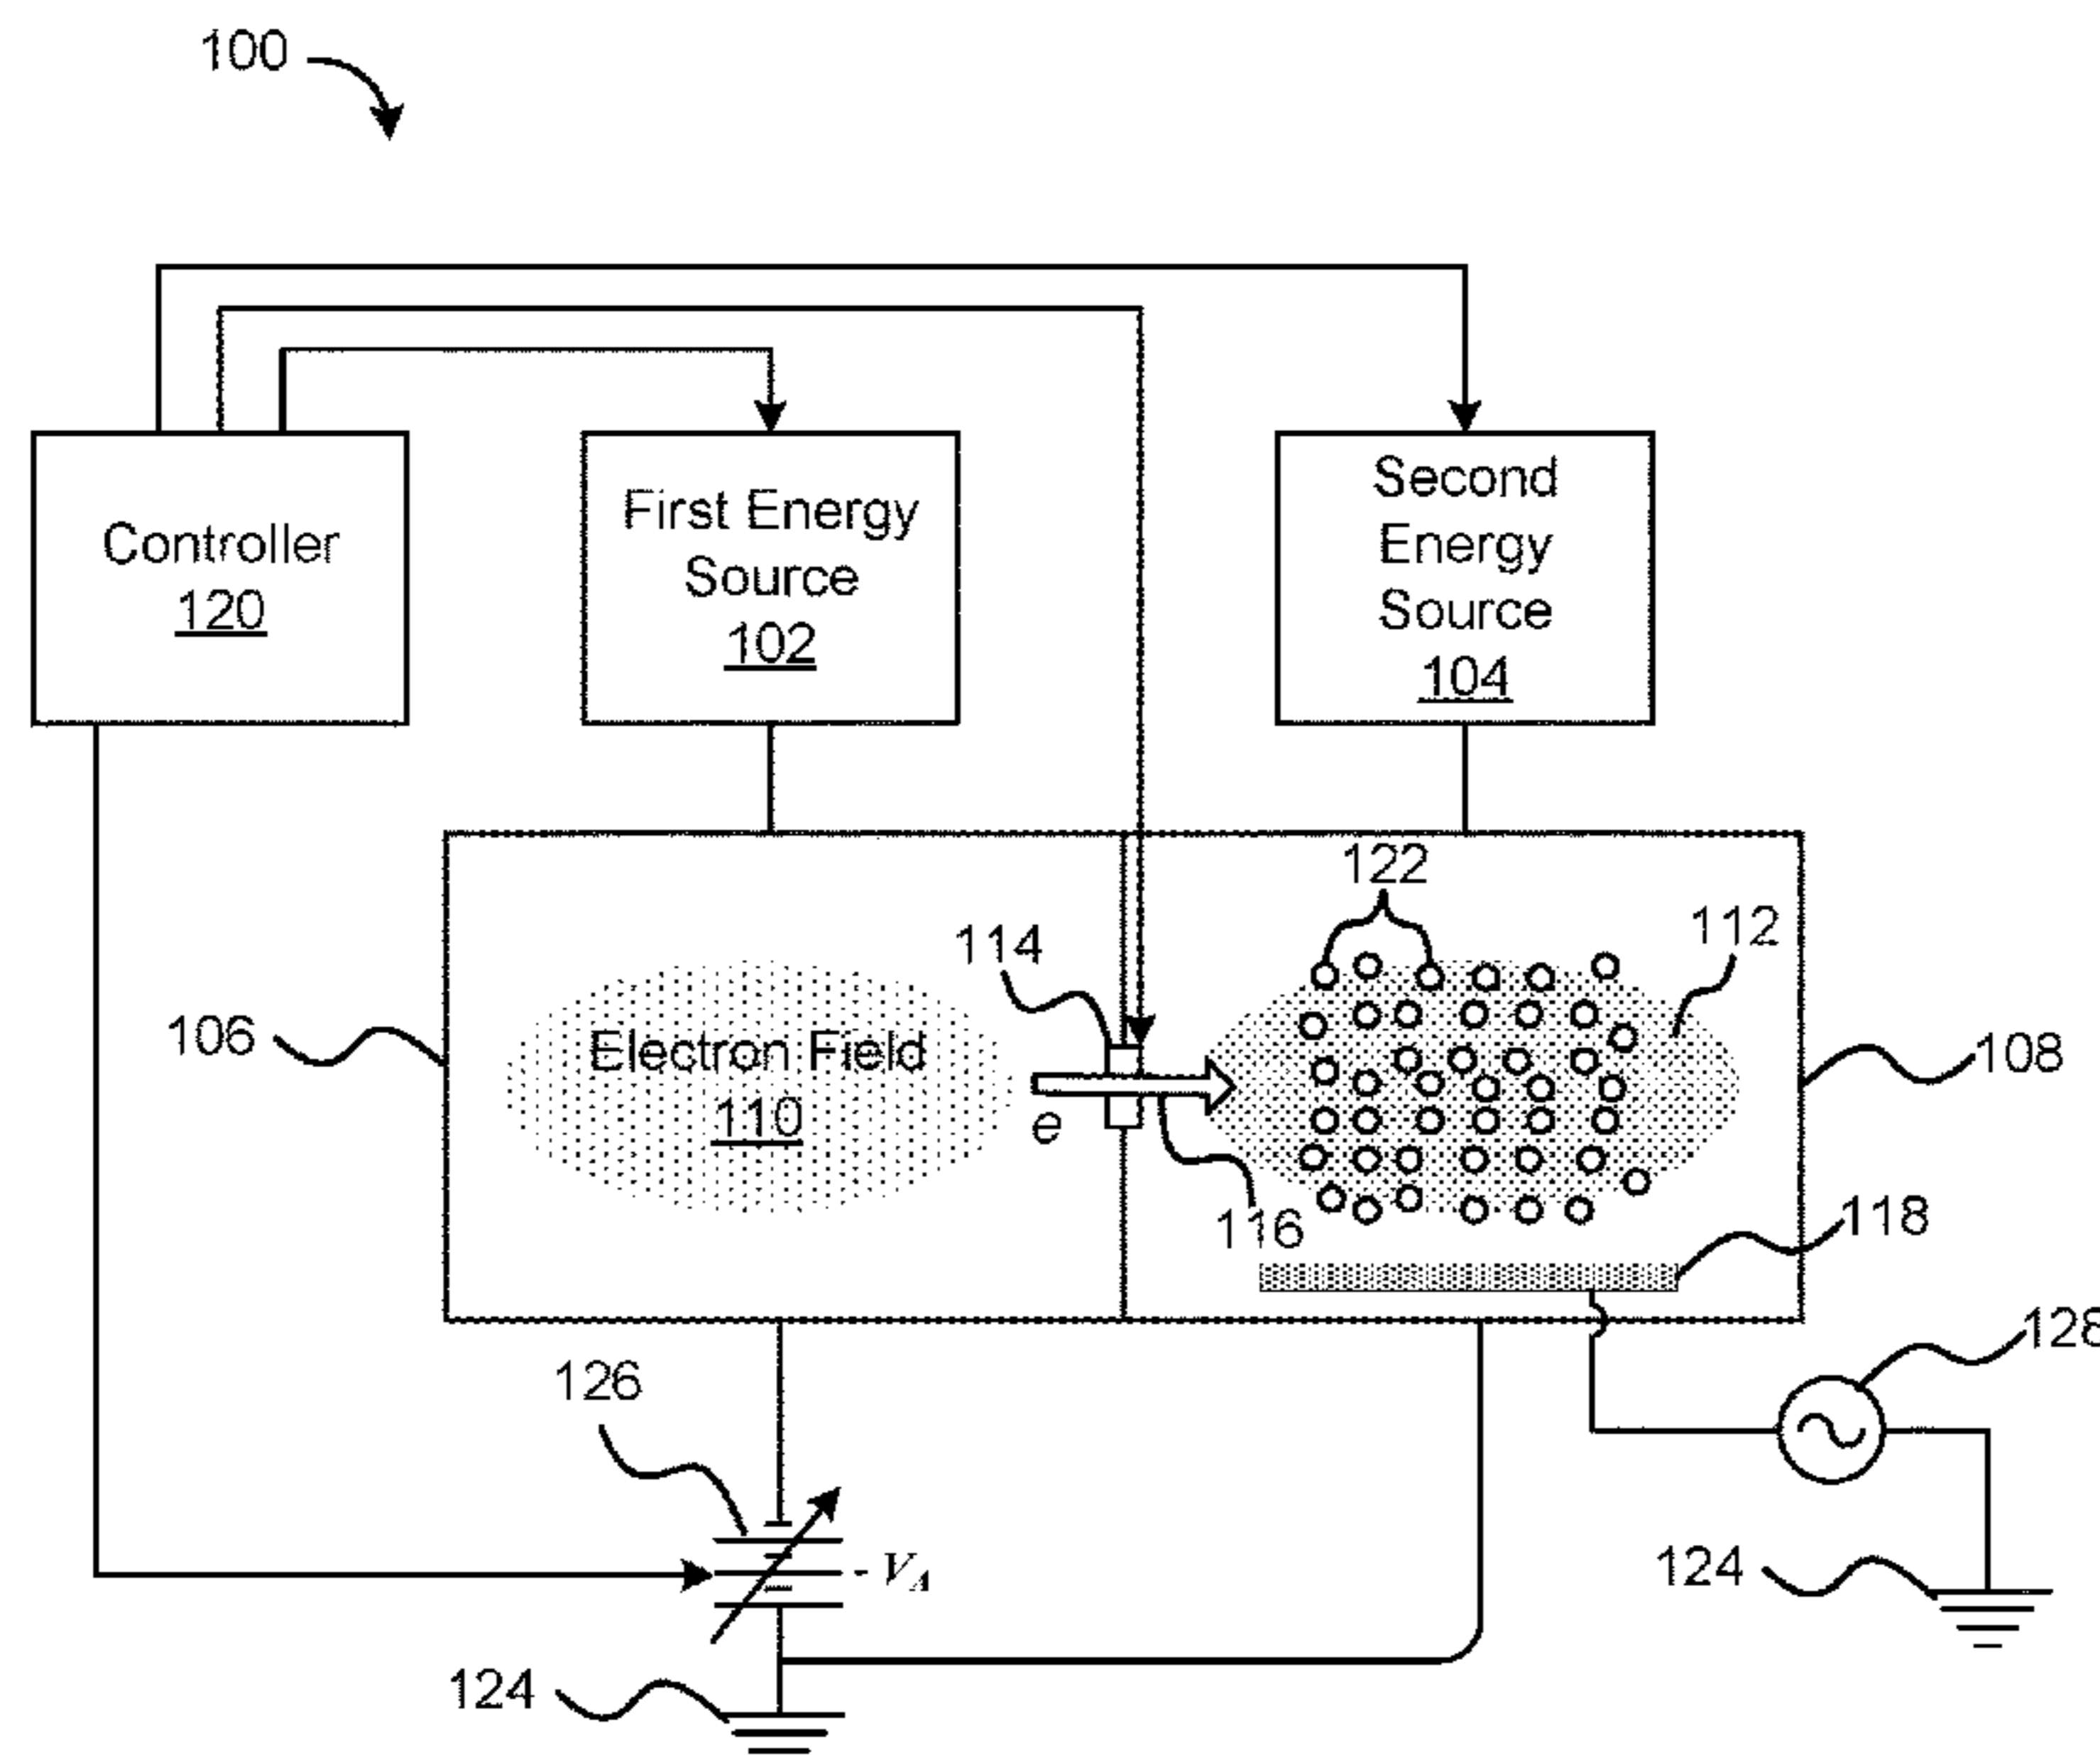 100
Controller
120
First Energy
Source
102
Second
Energy
Source
104
122
112
114
106
Electron Field
110
108
e
116
118
128
126
- VA
124
124